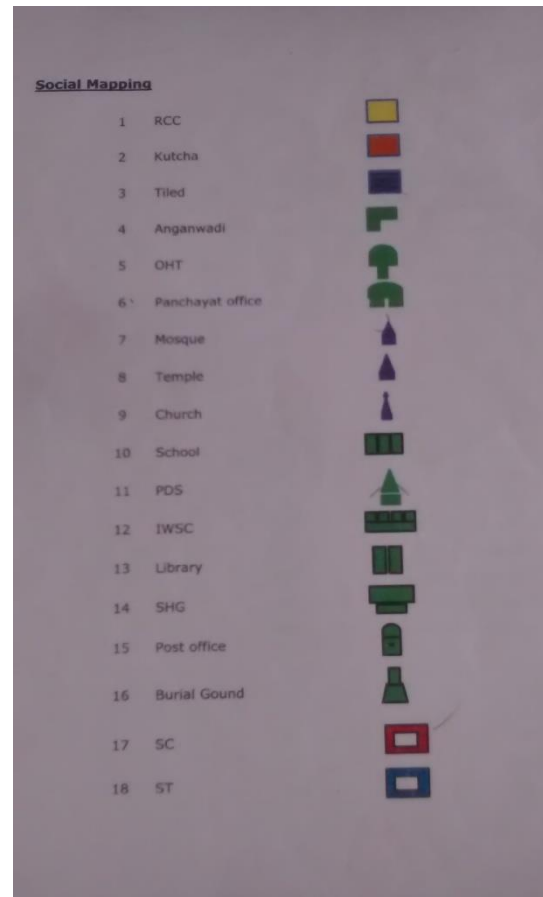 Social Mapping
1 RCC
2 Kutcha
3 Tiled
4 Anganwadi
5 OHT
6 Panchayat office
7 Mosque
8 Temple
9 Church
10 School
11 PDS
12 IWSC
13 Library
14 SHG
15 Post office
16 Burial Gound
17 SC
18 ST